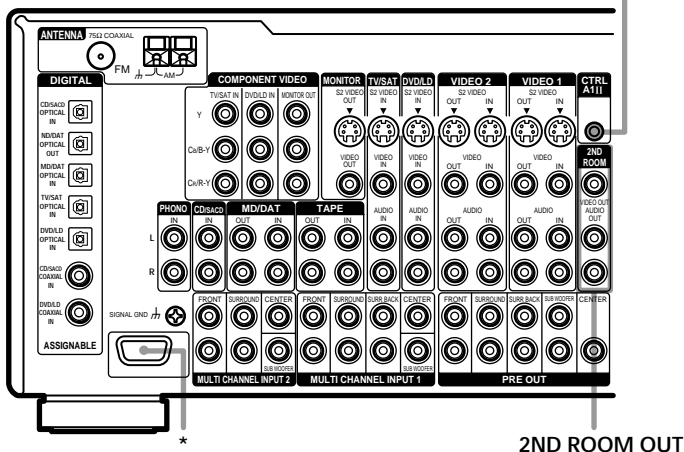 ANTENNA 75Ω COAXIAL
FM
AM
DIGITAL
CD/SACD OPTICAL IN
MD/DAT OPTICAL OUT
MD/DAT OPTICAL IN
TV/SAT OPTICAL IN
DVD/LD OPTICAL IN
CD/SACD COAXIAL IN
DVD/LD COAXIAL IN
ASSIGNABLE
COMPONENT VIDEO
TV/SAT IN DVD/LD IN MONITOR OUT
Y
CB/B-Y
CR/R-Y
MONITOR TV/SAT DVD/LD VIDEO 2 VIDEO 1
S2 VIDEO OUT S2 VIDEO IN S2 VIDEO IN S2 VIDEO OUT IN S2 VIDEO OUT IN
VIDEO OUT VIDEO IN VIDEO IN VIDEO OUT IN VIDEO OUT IN
AUDIO IN AUDIO IN AUDIO OUT IN AUDIO OUT IN
CTRL A1II
2ND ROOM
VIDEO OUT
AUDIO OUT
PHONO CD/SACD MD/DAT TAPE
IN IN OUT IN OUT IN
L
R
SIGNAL GND
FRONT SURROUND CENTER FRONT SURROUND SURR BACK CENTER FRONT SURROUND SURR BACK SUB WOOFER CENTER
SUB WOOFER SUB WOOFER
MULTI CHANNEL INPUT 2 MULTI CHANNEL INPUT 1 PRE OUT
*
2ND ROOM OUT